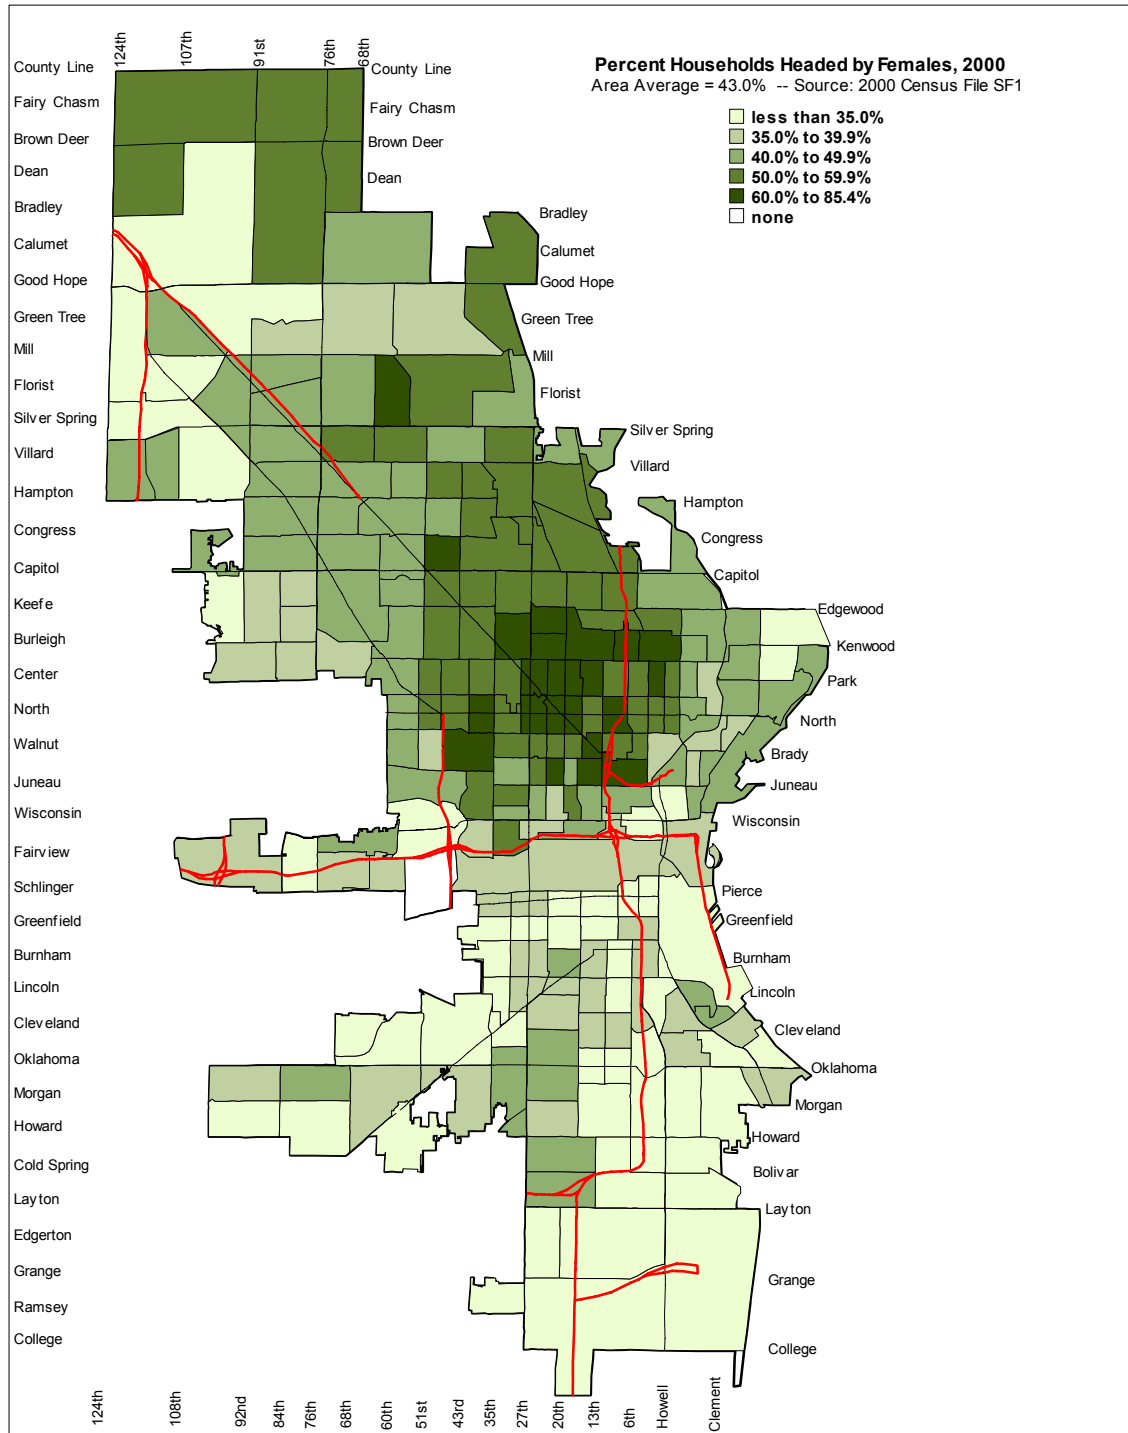 124th
107th
91st
76th
68th
Percent Households Headed by Females, 2000
Area Average = 43.0%  -- Source: 2000 Census File SF1
less than 35.0%
35.0% to 39.9%
40.0% to 49.9%
50.0% to 59.9%
60.0% to 85.4%
none
County Line
Fairy Chasm
Brown Deer
Dean
Bradley
Calumet
Good Hope
Green Tree
Mill
Florist
Silver Spring
Villard
Hampton
Congress
Capitol
Keefe
Burleigh
Center
North
Walnut
Juneau
Wisconsin
Fairview
Schlinger
Greenfield
Burnham
Lincoln
Cleveland
Oklahoma
Morgan
Howard
Cold Spring
Layton
Edgerton
Grange
Ramsey
College
County Line
Fairy Chasm
Brown Deer
Dean
Bradley
Calumet
Good Hope
Green Tree
Mill
Florist
Silver Spring
Villard
Hampton
Congress
Capitol
Edgewood
Kenwood
Park
North
Brady
Juneau
Wisconsin
Pierce
Greenfield
Burnham
Lincoln
Cleveland
Oklahoma
Morgan
Howard
Bolivar
Layton
Grange
College
124th
108th
92nd
84th
76th
68th
60th
51st
43rd
35th
27th
20th
13th
6th
Howell
Clement